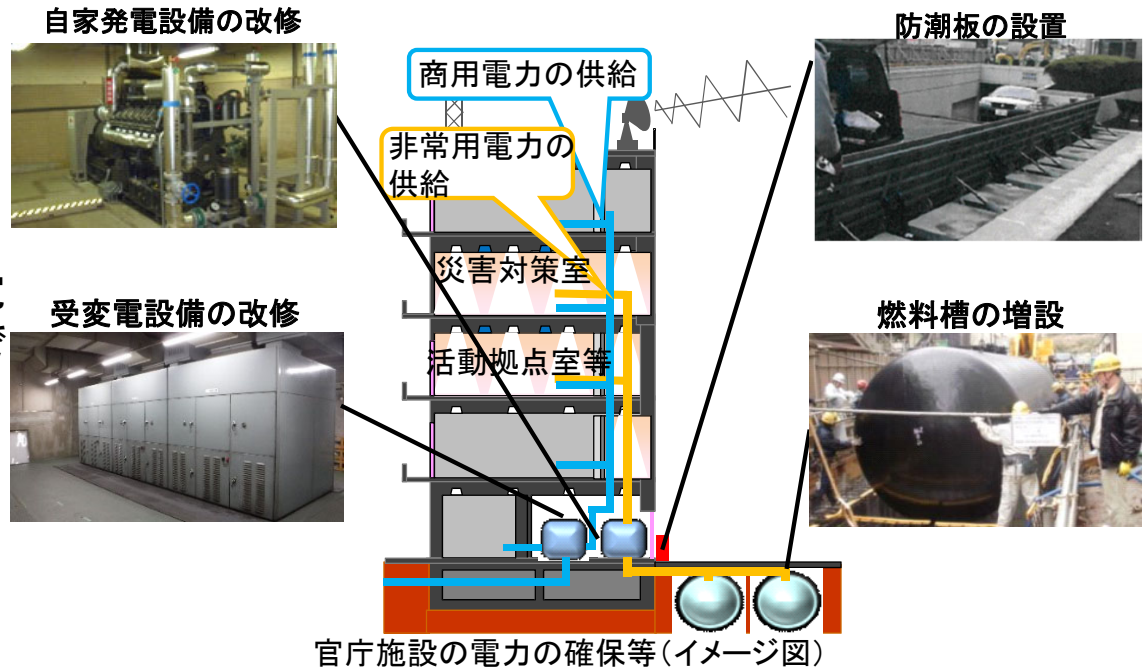 自家発電設備の改修
防潮板の設置
商用電力の供給
非常用電力の
供給
災害対策室
受変電設備の改修
燃料槽の増設
活動拠点室等
官庁施設の電力の確保等(イメージ図)